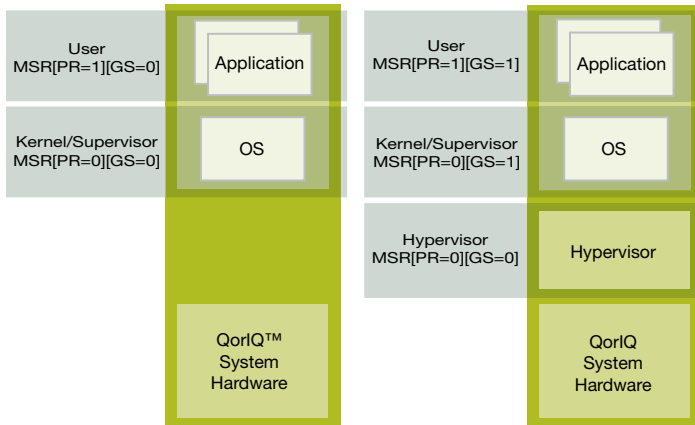 User
MSR[PR=1][GS=0]
Application
Kernel/Supervisor
MSR[PR=0][GS=0]
OS
QorIQ™
System
Hardware
User
MSR[PR=1][GS=1]
Application
Kernel/Supervisor
MSR[PR=0][GS=1]
OS
Hypervisor
MSR[PR=0][GS=0]
Hypervisor
QorIQ
System
Hardware